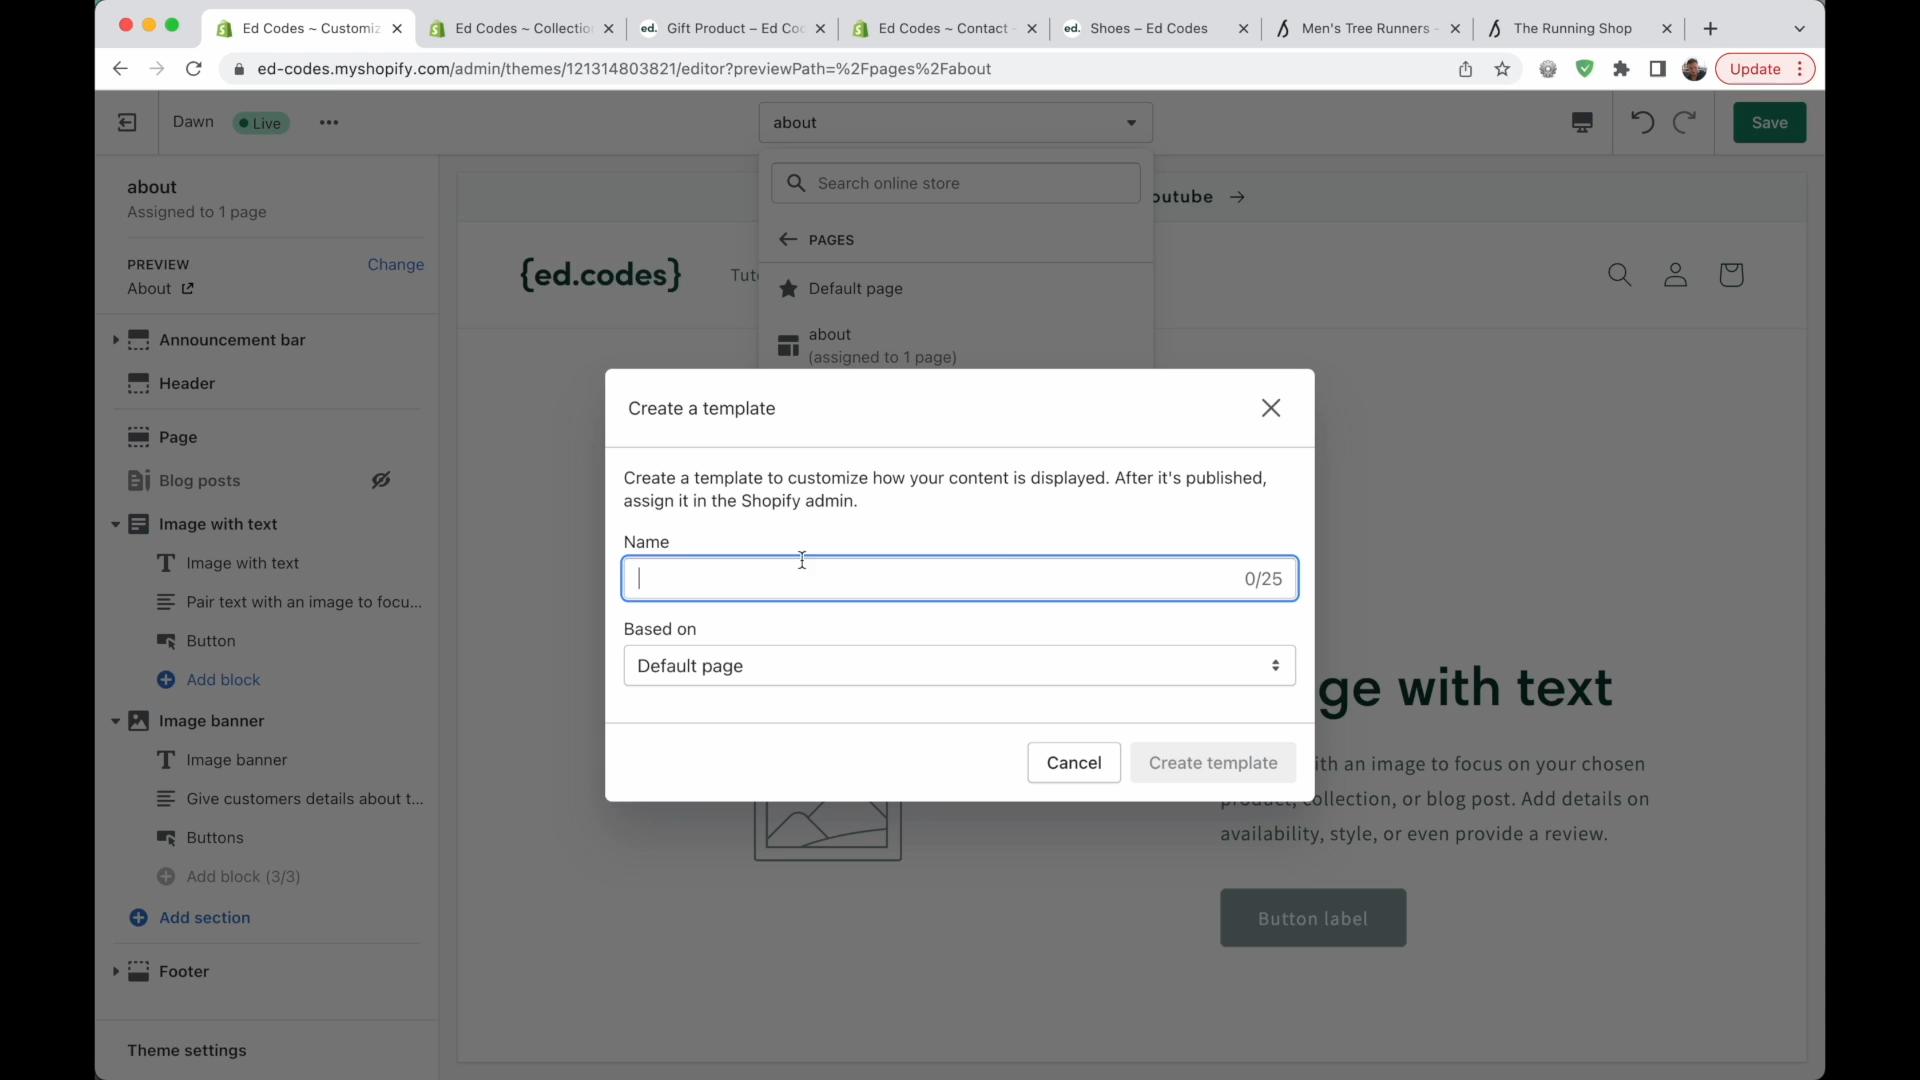 Ed Codes ~ Customiz
Ed Codes ~ Collection
ed. Gift Product – Ed Coc
Ed Codes ~ Contact -
ed. Shoes – Ed Codes
Men's Tree Runners -
The Running Shop
ed-codes.myshopify.com/admin/themes/121314803821/editor?previewPath=%2Fpages%2Fabout
Update
Dawn
Live
about
Save
about
Assigned to 1 page
PREVIEW
Change
About
Announcement bar
Header
Page
Blog posts
Image with text
Image with text
Pair text with an image to focu...
Button
Add block
Image banner
Image banner
Give customers details about t...
Buttons
Add block (3/3)
Add section
Footer
Theme settings
Search online store
PAGES
Default page
about
(assigned to 1 page)
outube
{ed.codes}
Tut
Create a template
Create a template to customize how your content is displayed. After it's published,
assign it in the Shopify admin.
Name
0/25
Based on
Default page
Cancel
Create template
ge with text
ith an image to focus on your chosen
product, collection, or blog post. Add details on
availability, style, or even provide a review.
Button label